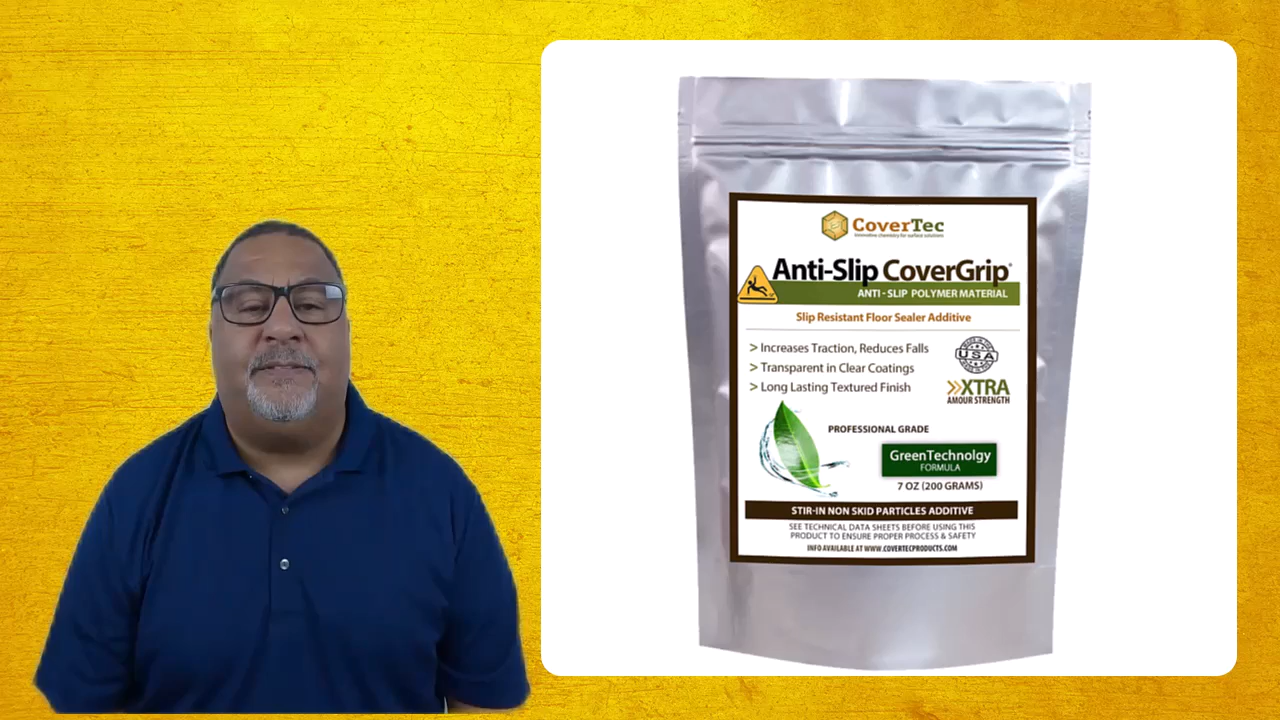 CoverTec
Innovative chemistry for surface solutions
Anti-Slip CoverGrip®
ANTI - SLIP POLYMER MATERIAL
Slip Resistant Floor Sealer Additive
> Increases Traction, Reduces Falls
> Transparent in Clear Coatings
> Long Lasting Textured Finish
USA
XTRA
AMOUR STRENGTH
PROFESSIONAL GRADE
GreenTechnolgy
FORMULA
7 OZ (200 GRAMS)
STIR-IN NON SKID PARTICLES ADDITIVE
SEE TECHNICAL DATA SHEETS BEFORE USING THIS
PRODUCT TO ENSURE PROPER PROCESS & SAFETY
INFO AVAILABLE AT WWW.COVERTECPRODUCTS.COM